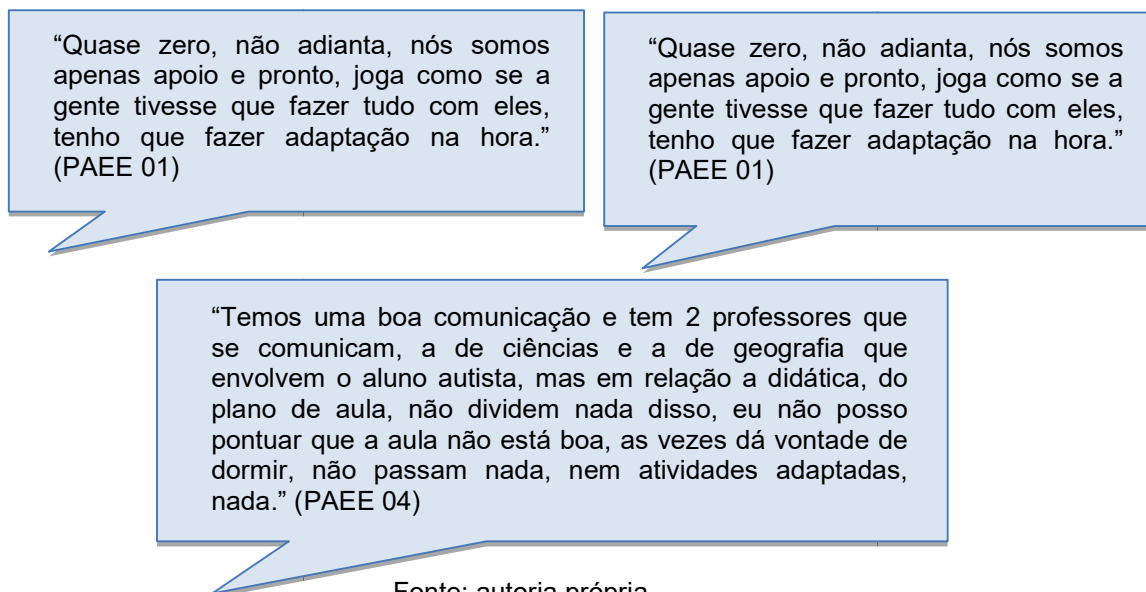 “Quase zero, não adianta, nós somos
apenas apoio e pronto, joga como se a
gente tivesse que fazer tudo com eles,
tenho que fazer adaptação na hora.”
(PAEE 01)
“Quase zero, não adianta, nós somos
apenas apoio e pronto, joga como se a
gente tivesse que fazer tudo com eles,
tenho que fazer adaptação na hora.”
(PAEE 01)
“Temos uma boa comunicação e tem 2 professores que
se comunicam, a de ciências e a de geografia que
envolvem o aluno autista, mas em relação a didática, do
plano de aula, não dividem nada disso, eu não posso
pontuar que a aula não está boa, as vezes dá vontade de
dormir, não passam nada, nem atividades adaptadas,
nada.” (PAEE 04)
Fonte: autoria própria